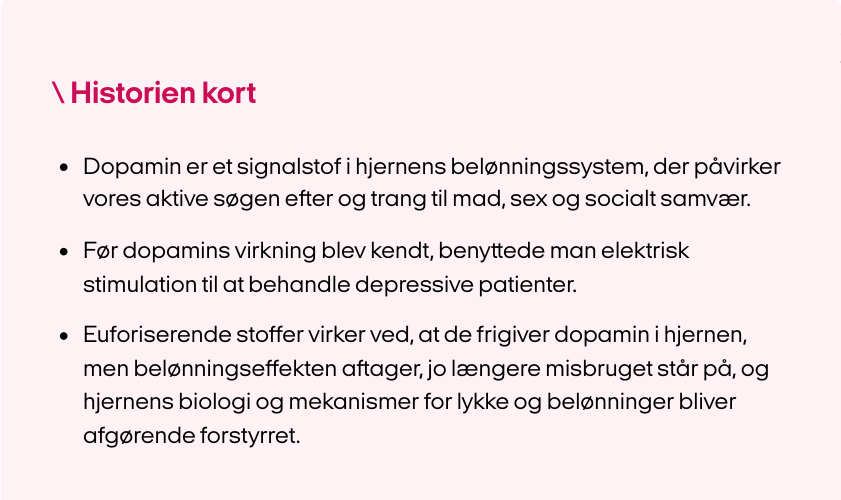 \ Historien kort
• Dopamin er et signalstof i hjernens belønningssystem, der påvirker
vores aktive søgen efter og trang til mad, sex og socialt samvær.
• Før dopamins virkning blev kendt, benyttede man elektrisk
stimulation til at behandle depressive patienter.
• Euforiserende stoffer virker ved, at de frigiver dopamin i hjernen,
men belønningseffekten aftager, jo længere misbruget står på, og
hjernens biologi og mekanismer for lykke og belønninger bliver
afgørende forstyrret.